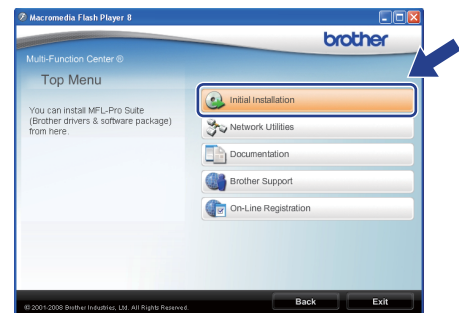 Macromedia Flash Player 8
brother
Multi-Function Center ®
Top Menu
You can install MFL-Pro Suite
(Brother drivers & software package)
from here.
Initial Installation
Network Utilities
Documentation
Brother Support
On-Line Registration
© 2001-2008 Brother Industries, Ltd. All Rights Reserved.
Back
Exit